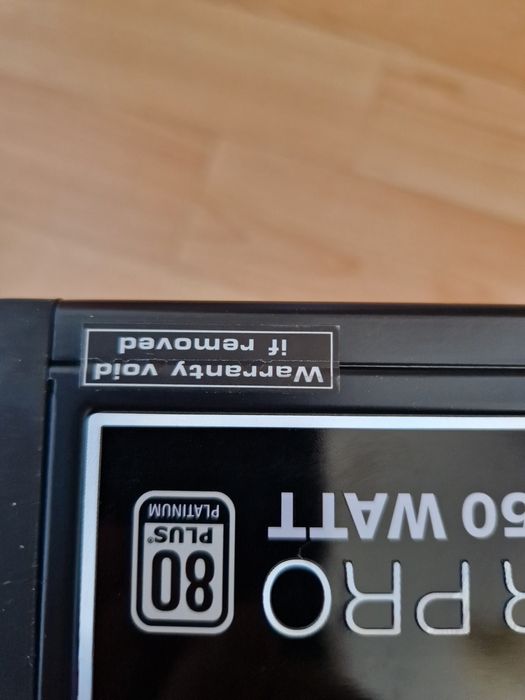 Warranty void
if removed
R PRO
50 WATT
80
PLUS®
PLATINUM